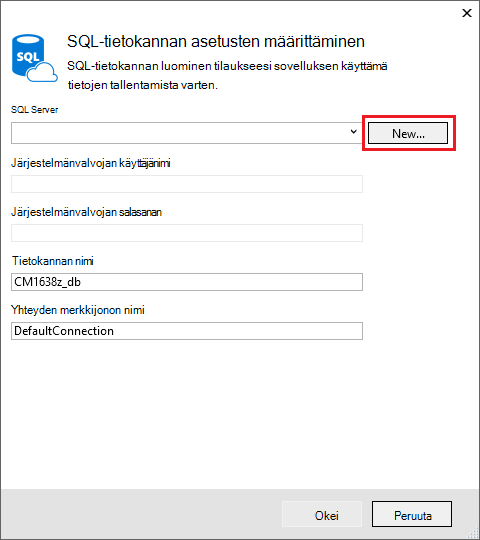 SQL-tietokannan asetusten määrittäminen
SQL
SQL-tietokannan luominen tilaukseesi sovelluksen käyttämä
tietojen tallentamista varten.
SQL Server
New...
Järjestelmänvalvojan käyttäjänimi
Järjestelmänvalvojan salasanan
Tietokannan nimi
CM1638z_db
Yhteyden merkkijonon nimi
DefaultConnection
Okei
Peruuta